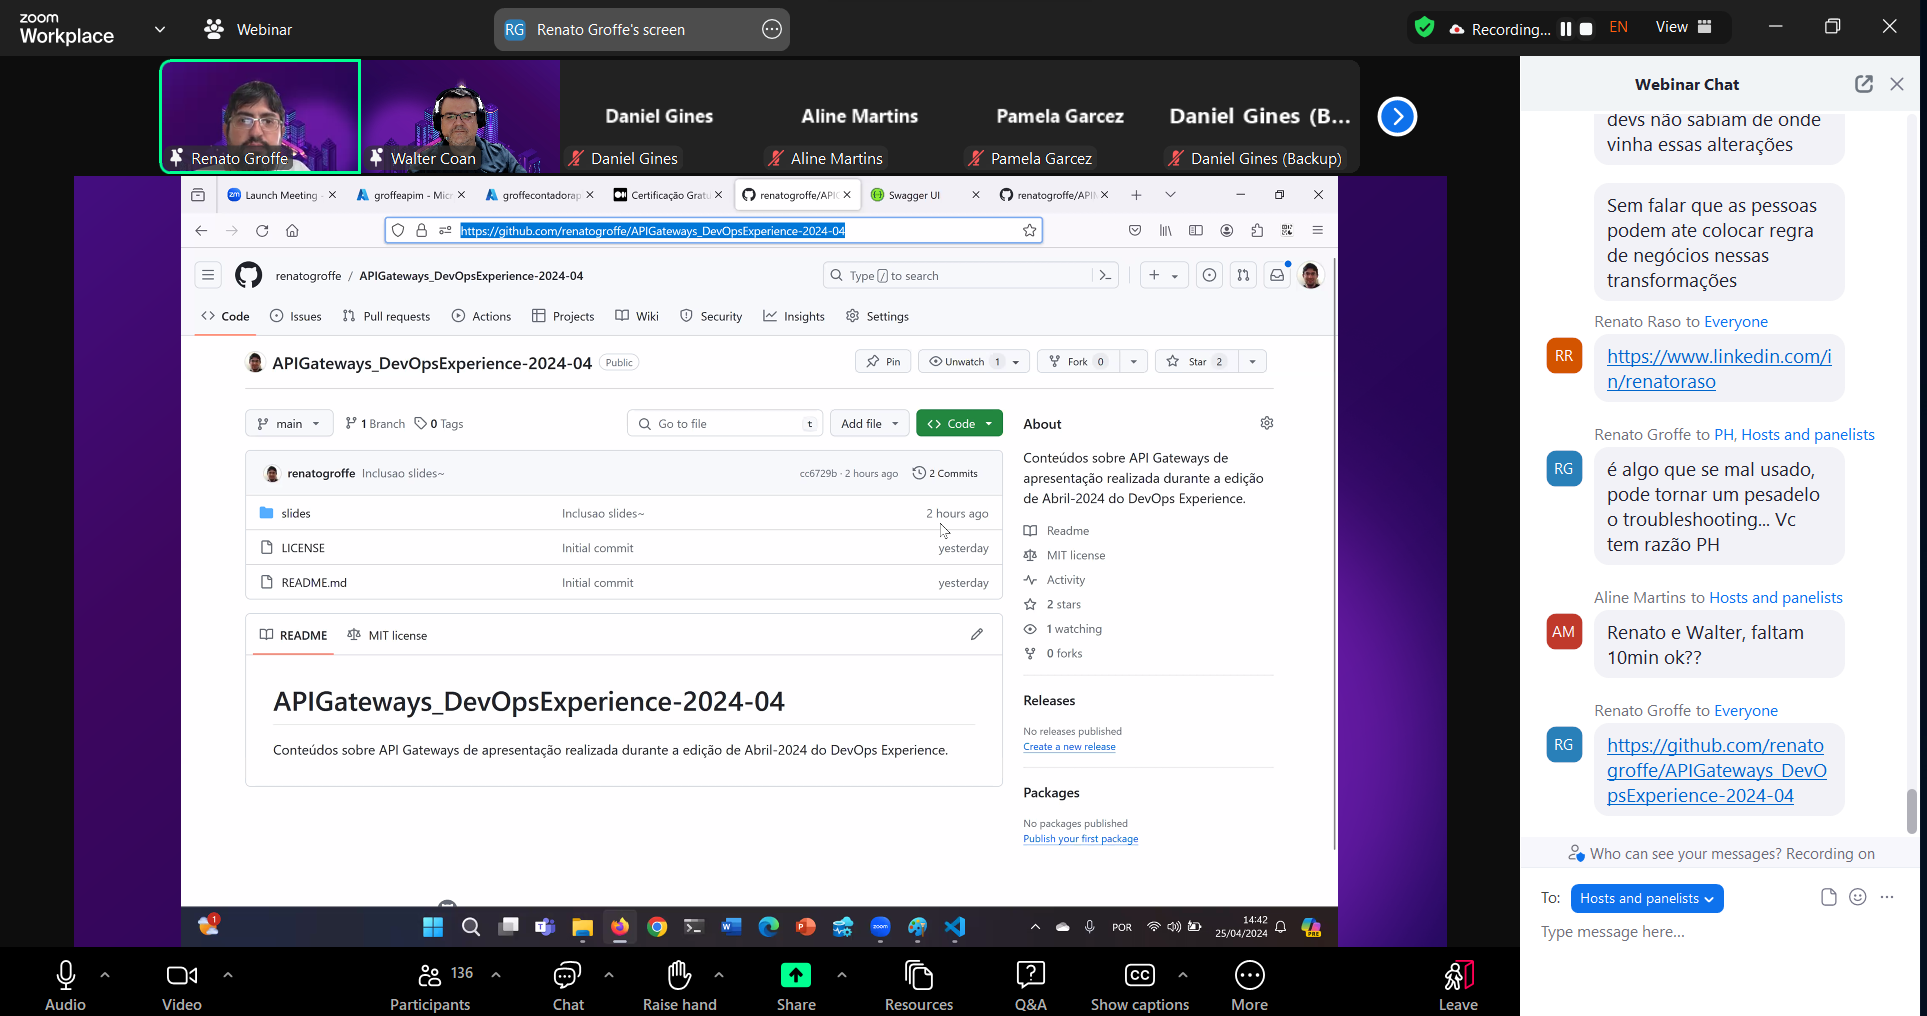 zoom
Workplace
Webinar
RG Renato Groffe's screen
Recording...
EN
View
Renato Groffe
Walter Coan
Daniel Gines
Daniel Gines
Aline Martins
Aline Martins
Pamela Garcez
Pamela Garcez
Daniel Gines (B...
Daniel Gines (Backup)
Launch Meeting
groffeapim - Micr
groffecontadorap
Certificação Gratu
renatogroffe/APIG
Swagger UI
renatogroffe/APIM
https://github.com/renatogroffe/APIGateways_DevOpsExperience-2024-04
renatogroffe / APIGateways_DevOpsExperience-2024-04
Type / to search
Code
Issues
Pull requests
Actions
Projects
Wiki
Security
Insights
Settings
APIGateways_DevOpsExperience-2024-04 Public
Pin
Unwatch 1
Fork 0
Star 2
main
1 Branch
0 Tags
Go to file t
Add file
Code
renatogroffe Inclusao slides~
cc6729b · 2 hours ago
2 Commits
slides Inclusao slides~ 2 hours ago
LICENSE Initial commit yesterday
README.md Initial commit yesterday
README
MIT license
APIGateways_DevOpsExperience-2024-04
Conteúdos sobre API Gateways de apresentação realizada durante a edição de Abril-2024 do DevOps Experience.
About
Conteúdos sobre API Gateways de
apresentação realizada durante a edição
de Abril-2024 do DevOps Experience.
Readme
MIT license
Activity
2 stars
1 watching
0 forks
Releases
No releases published
Create a new release
Packages
No packages published
Publish your first package
1
zoom
POR
14:42
25/04/2024
PRE
Webinar Chat
devs não sabiam de onde
vinha essas alterações
Sem falar que as pessoas
podem ate colocar regra
de negócios nessas
transformações
Renato Raso to Everyone
RR
https://www.linkedin.com/i
n/renatoraso
Renato Groffe to PH, Hosts and panelists
RG
é algo que se mal usado,
pode tornar um pesadelo
o troubleshooting... Vc
tem razão PH
Aline Martins to Hosts and panelists
AM
Renato e Walter, faltam
10min ok??
Renato Groffe to Everyone
RG
https://github.com/renato
groffe/APIGateways_DevO
psExperience-2024-04
Who can see your messages? Recording on
To: Hosts and panelists
Type message here...
Audio
Video
136
Participants
Chat
Raise hand
Share
Resources
Q&A
CC
Show captions
More
Leave